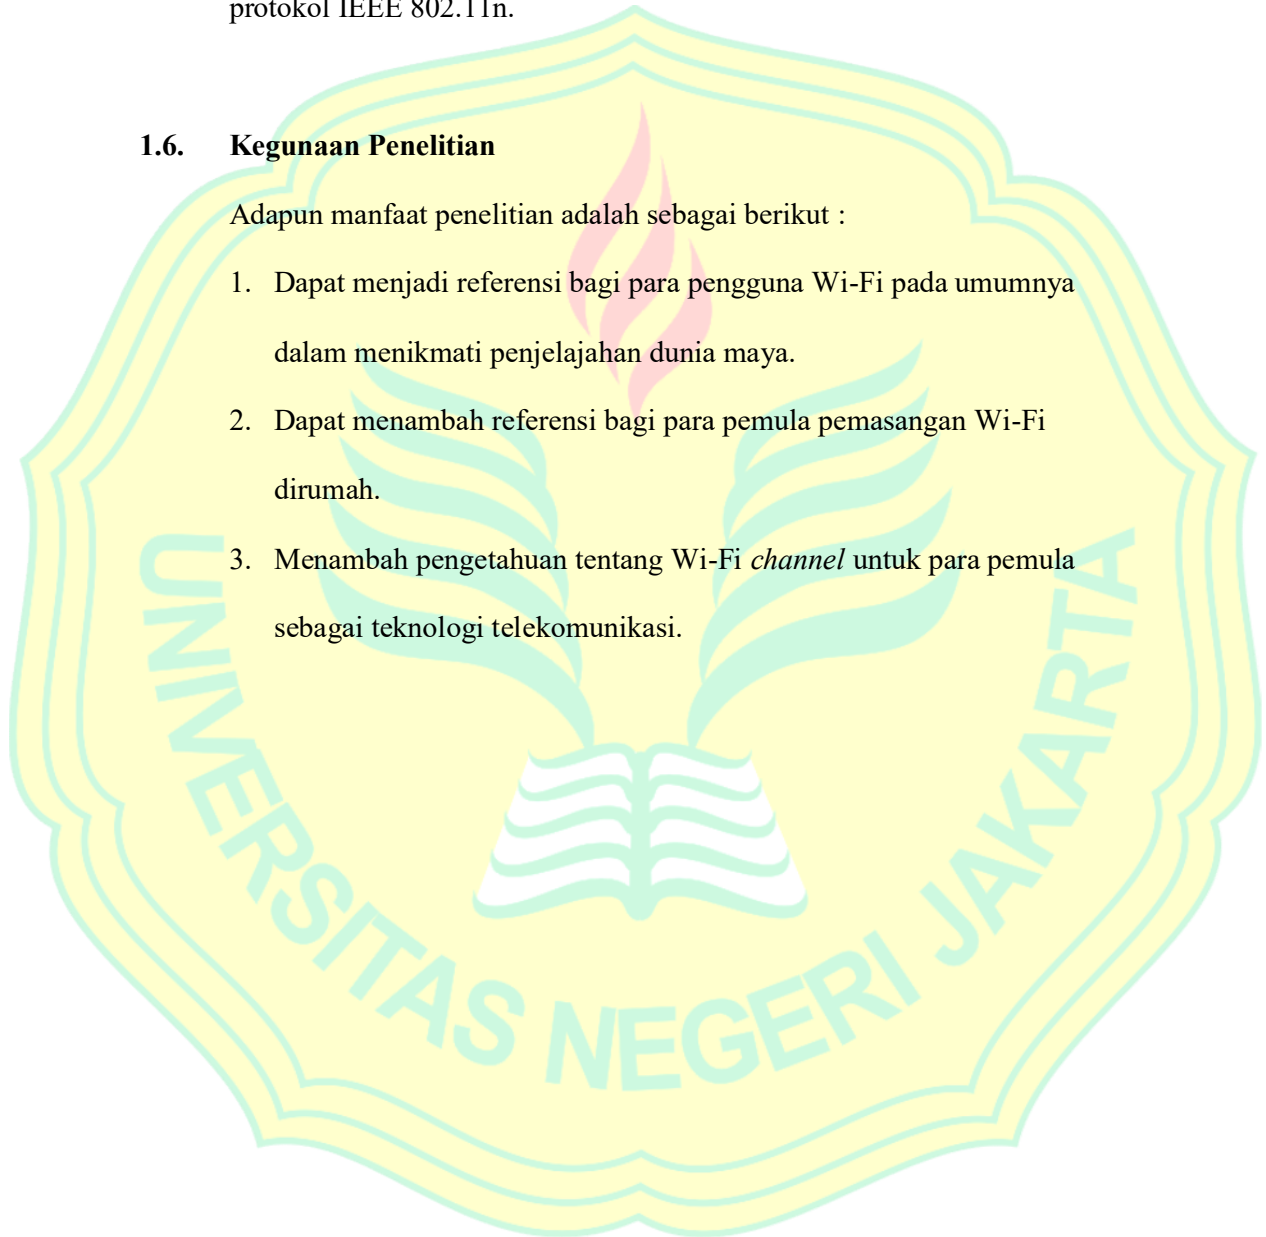 protokol IEEE 802.11n.
1.6. Kegunaan Penelitian
Adapun manfaat penelitian adalah sebagai berikut :
1. Dapat menjadi referensi bagi para pengguna Wi-Fi pada umumnya
dalam menikmati penjelajahan dunia maya.
2. Dapat menambah referensi bagi para pemula pemasangan Wi-Fi
dirumah.
3. Menambah pengetahuan tentang Wi-Fi channel untuk para pemula
sebagai teknologi telekomunikasi.
UNIVERSITAS NEGERI JAKARTA